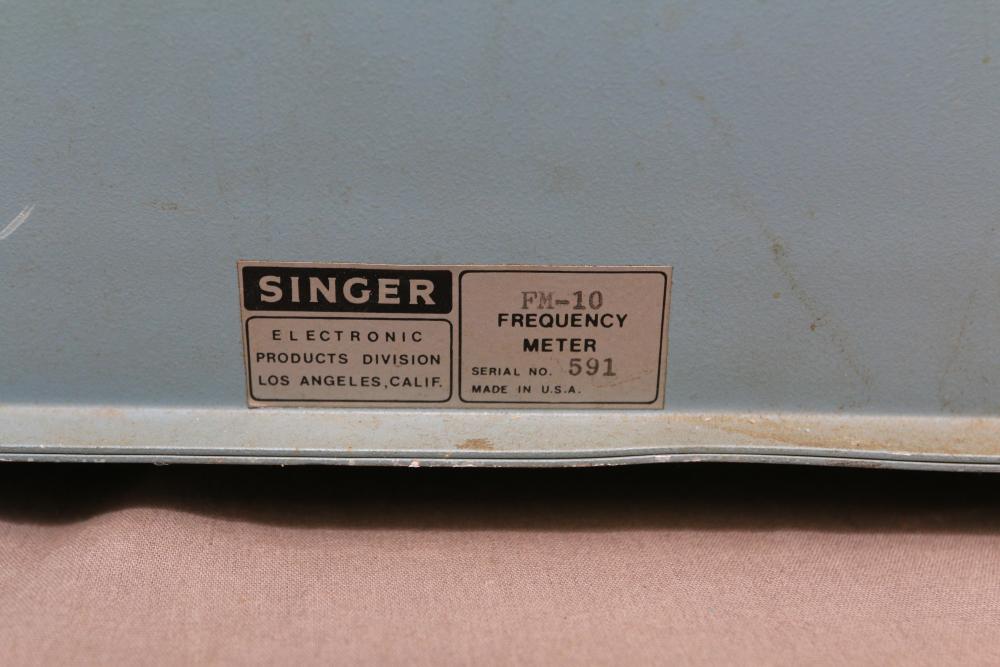 SINGER
ELECTRONIC
PRODUCTS DIVISION
LOS ANGELES, CALIF.
FM-10
FREQUENCY
METER
SERIAL NO. 591
MADE IN U.S.A.